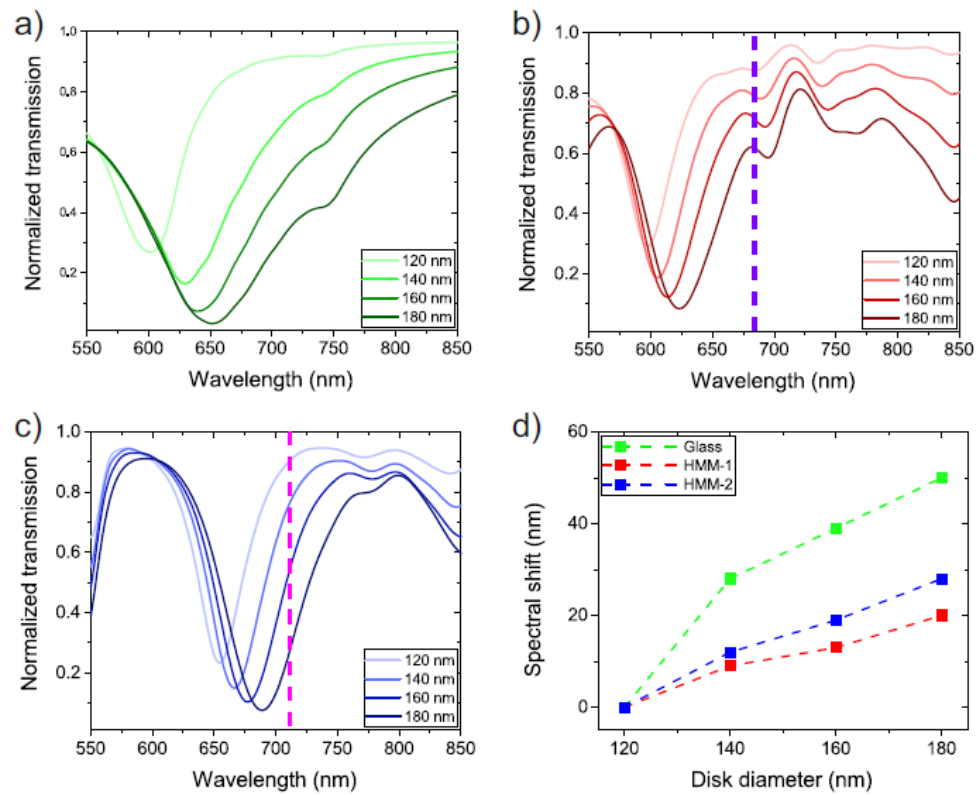 a)
Normalized transmission
1.0
0.8
0.6
0.4
0.2
120 nm
140 nm
160 nm
180 nm
550 600 650 700 750 800 850
Wavelength (nm)
b)
Normalized transmission
1.0
0.8
0.6
0.4
0.2
120 nm
140 nm
160 nm
180 nm
550 600 650 700 750 800 850
Wavelength (nm)
c)
Normalized transmission
1.0
0.8
0.6
0.4
0.2
120 nm
140 nm
160 nm
180 nm
550 600 650 700 750 800 850
Wavelength (nm)
d)
Spectral shift (nm)
60
40
20
0
Glass
HMM-1
HMM-2
120 140 160 180
Disk diameter (nm)